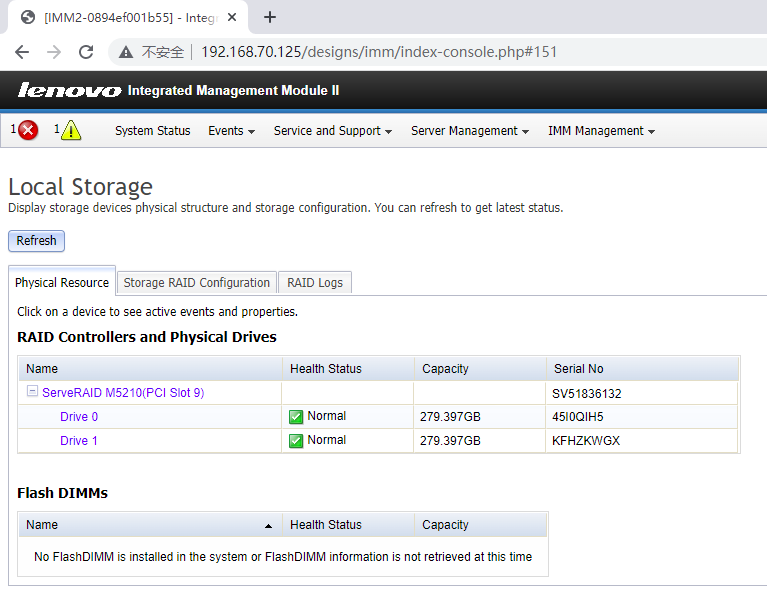 [IMM2-0894ef001b55] - Integr
不安全 192.168.70.125/designs/imm/index-console.php#151
lenovo Integrated Management Module II
1 1 System Status Events Service and Support Server Management IMM Management
Local Storage
Display storage devices physical structure and storage configuration. You can refresh to get latest status.
Refresh
Physical Resource Storage RAID Configuration RAID Logs
Click on a device to see active events and properties.
RAID Controllers and Physical Drives
Name Health Status Capacity Serial No
ServeRAID M5210(PCI Slot 9) SV51836132
Drive 0 Normal 279.397GB 45I0QIH5
Drive 1 Normal 279.397GB KFHZKWGX
Flash DIMMs
Name Health Status Capacity
No FlashDIMM is installed in the system or FlashDIMM information is not retrieved at this time